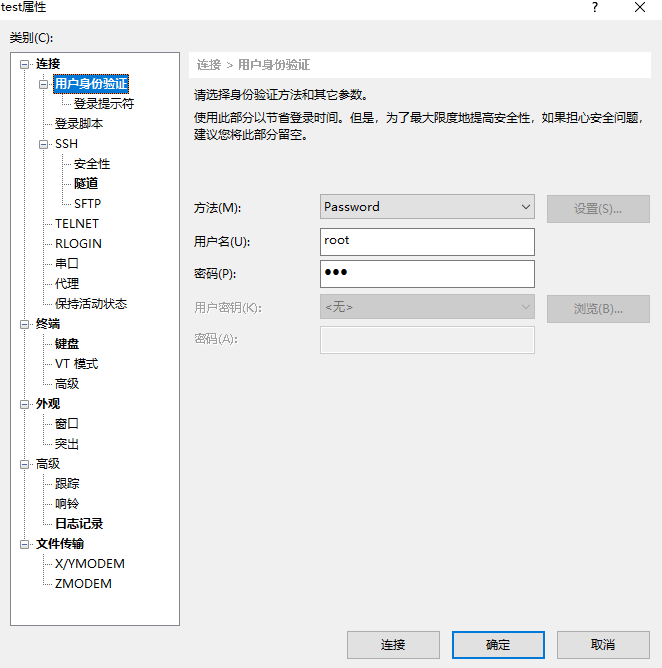 test属性
类别(C):
连接
用户身份验证
登录提示符
登录脚本
SSH
安全性
隧道
SFTP
TELNET
RLOGIN
串口
代理
保持活动状态
终端
键盘
VT 模式
高级
外观
窗口
突出
高级
跟踪
响铃
日志记录
文件传输
X/YMODEM
ZMODEM
连接 > 用户身份验证
请选择身份验证方法和其它参数。
使用此部分以节省登录时间。但是，为了最大限度地提高安全性，如果担心安全问题，
建议您将此部分留空。
方法(M): Password 设置(S)...
用户名(U): root
密码(P): ●●●
用户密钥(K): <无> 浏览(B)...
密码(A):
连接 确定 取消